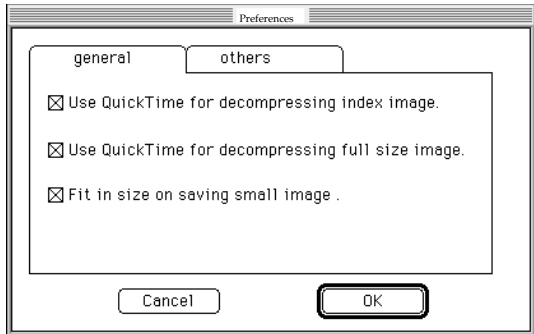 Preferences
general others
Use QuickTime for decompressing index image.
Use QuickTime for decompressing full size image.
Fit in size on saving small image .
Cancel OK